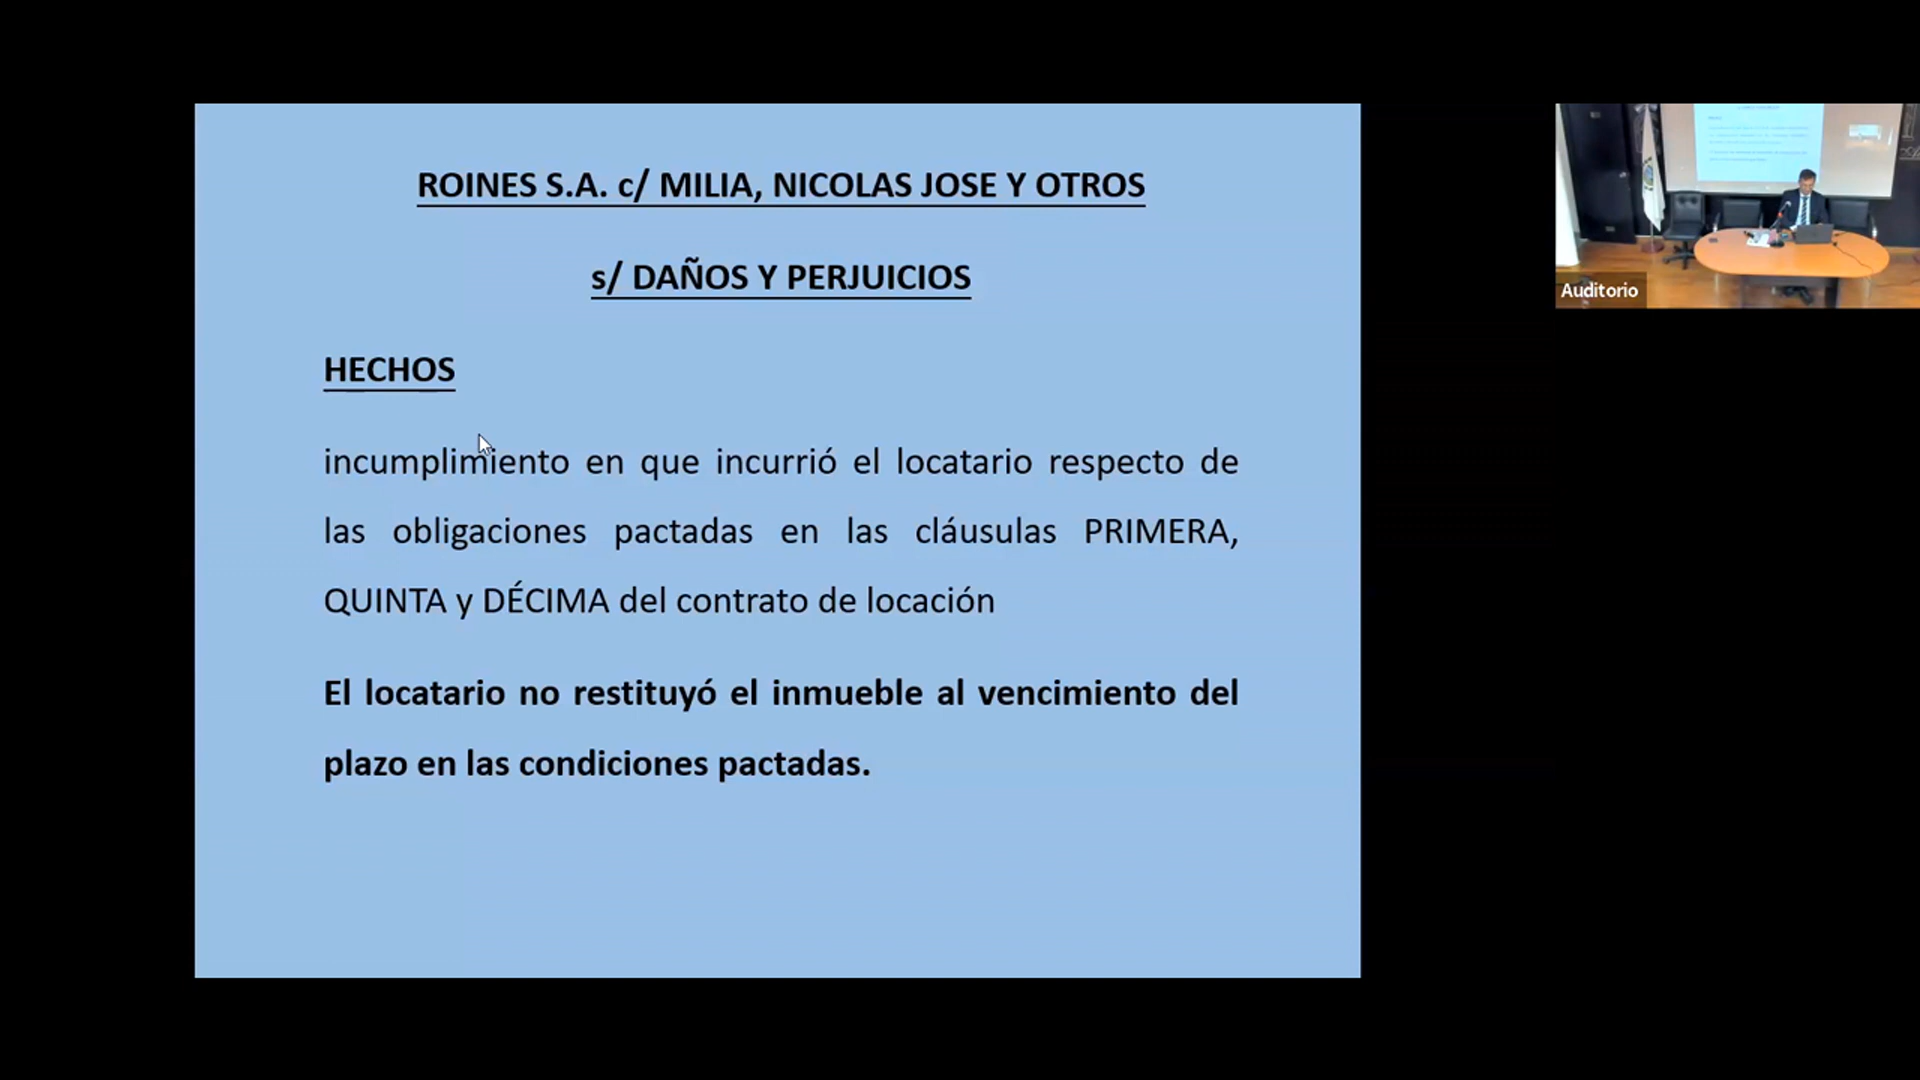 ROINES S.A. c/ MILIA, NICOLAS JOSE Y OTROS
s/ DAÑOS Y PERJUICIOS
HECHOS
incumplimiento en que incurrió el locatario respecto de
las obligaciones pactadas en las cláusulas PRIMERA,
QUINTA y DÉCIMA del contrato de locación
El locatario no restituyó el inmueble al vencimiento del
plazo en las condiciones pactadas.
Auditorio